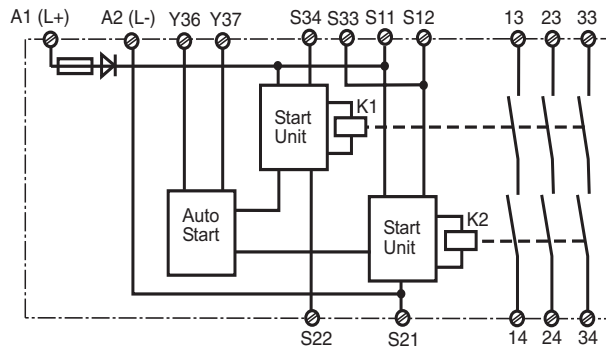 A1 (L+) A2 (L-) Y36 Y37 S34 S33 S11 S12 13 23 33
K1
Start
Unit
Auto
Start
Start
Unit
K2
S22 S21 14 24 34